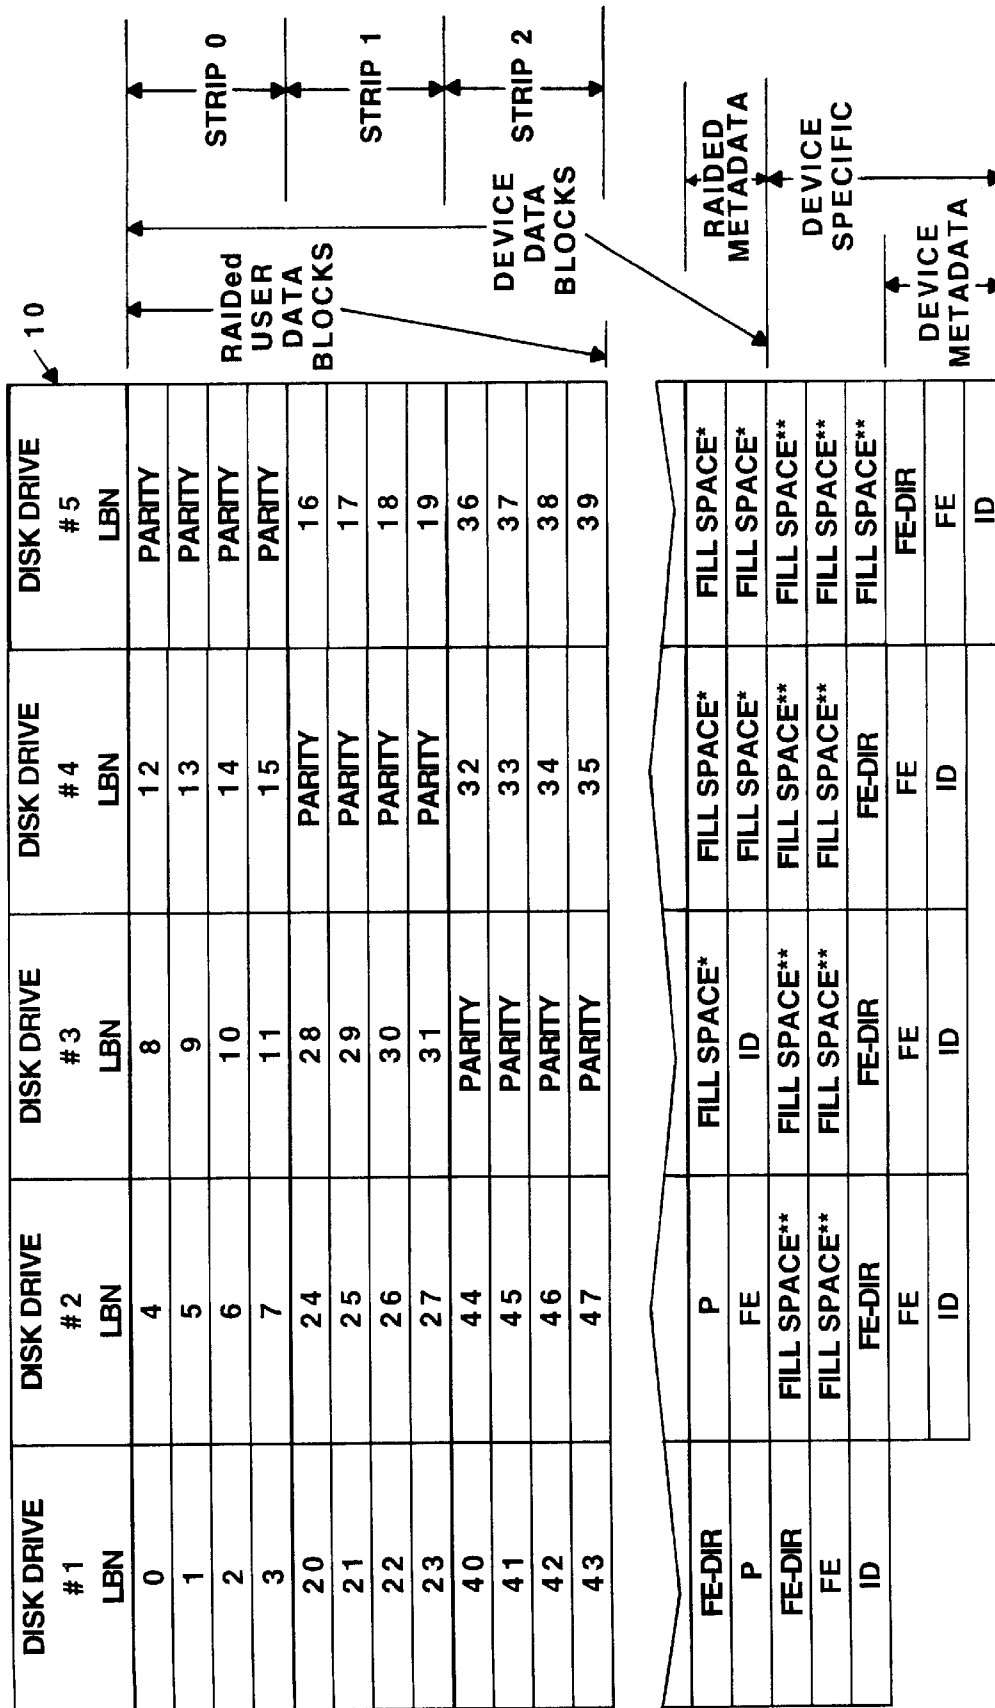 10
DISK DRIVE #1 LBN
DISK DRIVE #2 LBN
DISK DRIVE #3 LBN
DISK DRIVE #4 LBN
DISK DRIVE #5 LBN
0 4 8 12 PARITY
1 5 9 13 PARITY
2 6 10 14 PARITY
3 7 11 15 PARITY
20 24 28 PARITY 16
21 25 29 PARITY 17
22 26 30 PARITY 18
23 27 31 PARITY 19
40 44 PARITY 32 36
41 45 PARITY 33 37
42 46 PARITY 34 38
43 47 PARITY 35 39
FE-DIR P FILL SPACE* FILL SPACE* FILL SPACE*
P FE ID FILL SPACE* FILL SPACE*
FE-DIR FILL SPACE** FILL SPACE** FILL SPACE** FILL SPACE**
FE FILL SPACE** FILL SPACE** FILL SPACE** FILL SPACE**
ID FE-DIR FE-DIR FE-DIR FILL SPACE**
FE FE FE FE-DIR
ID ID ID FE
ID
RAIDed
USER
DATA
BLOCKS
DEVICE
DATA
BLOCKS
STRIP 0
STRIP 1
STRIP 2
RAIDED
METADATA
DEVICE
SPECIFIC
DEVICE
METADATA